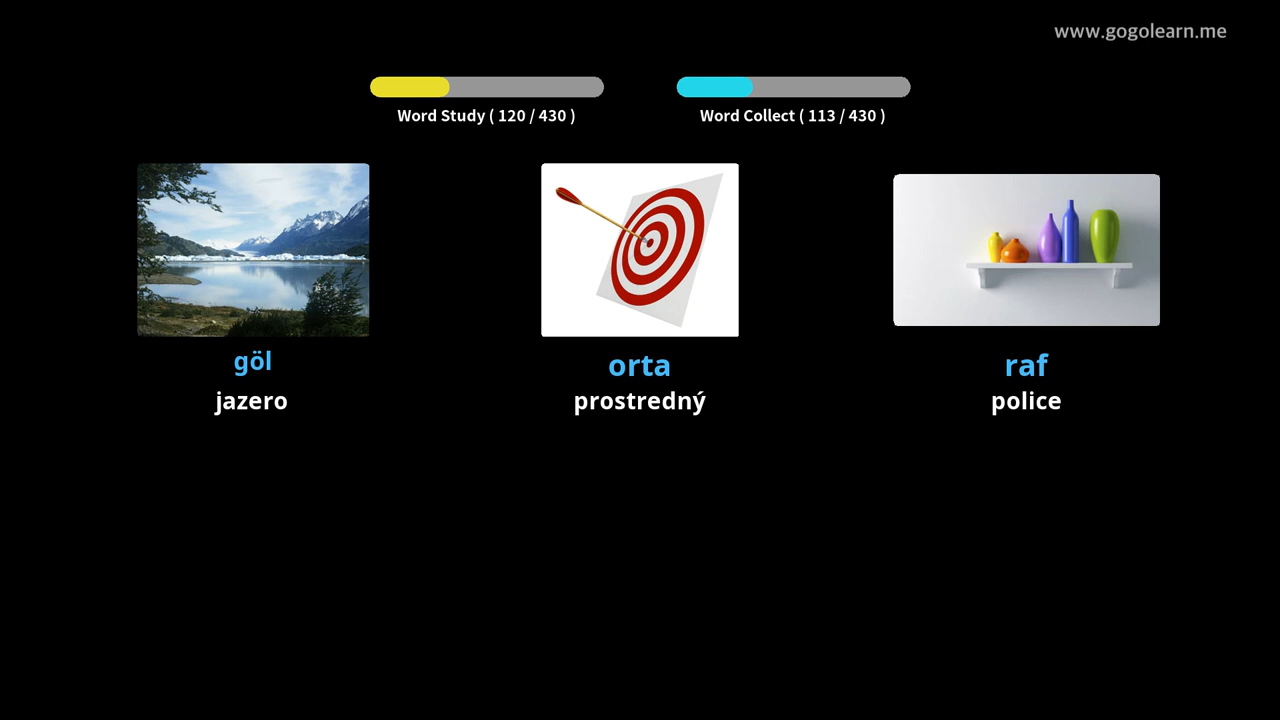 www.gogolearn.me
Word Study ( 120 / 430 )
Word Collect ( 113 / 430 )
göl
jazero
orta
prostredný
raf
police